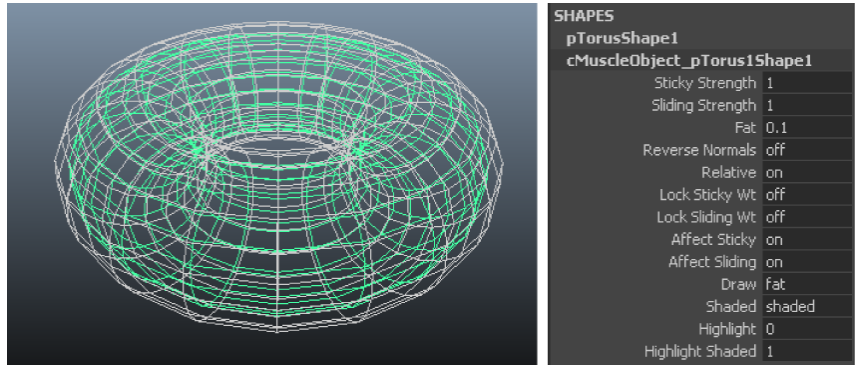 SHAPES
pTorusShape1
cMuscleObject_pTorus1Shape1
Sticky Strength 1
Sliding Strength 1
Fat 0.1
Reverse Normals off
Relative on
Lock Sticky Wt off
Lock Sliding Wt off
Affect Sticky on
Affect Sliding on
Draw fat
Shaded shaded
Highlight 0
Highlight Shaded 1